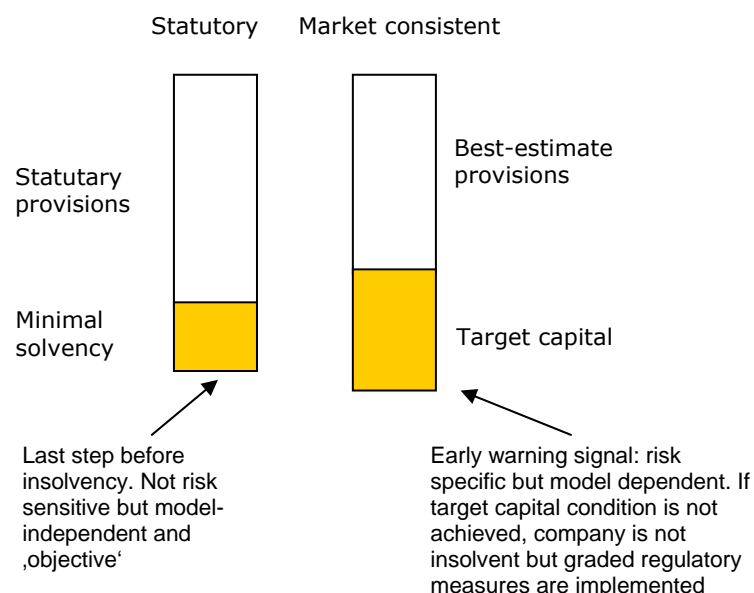 Statutory
Market consistent
Statutary
provisions
Best-estimate
provisions
Minimal
solvency
Target capital
Last step before
insolvency. Not risk
sensitive but model-
independent and
‚objective‘
Early warning signal: risk
specific but model dependent. If
target capital condition is not
achieved, company is not
insolvent but graded regulatory
measures are implemented